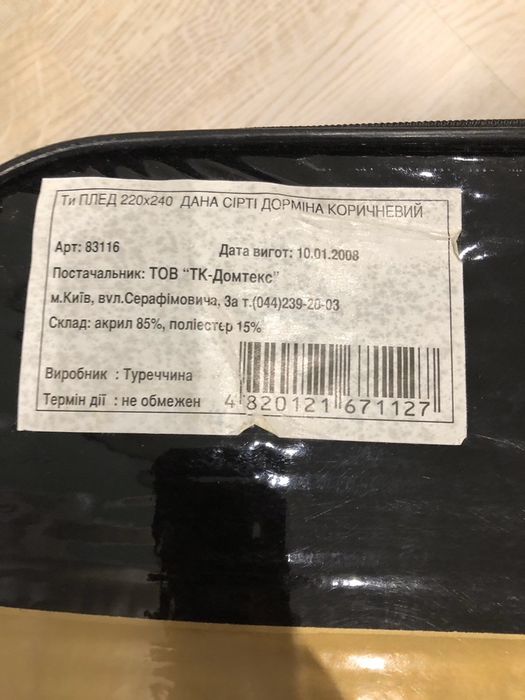 Ти ПЛЕД 220х240 ДАНА СІРТІ ДОРМІНА КОРИЧНЕВИЙ
Арт: 83116 Дата вигот: 10.01.2008
Постачальник: ТОВ "ТК-Домтекс"
м.Київ, вул.Серафімовича, 3а т.(044)239-20-03
Склад: акрил 85%, поліестер 15%
Виробник : Туреччина
Термін дії : не обмежен
4 820121 671127